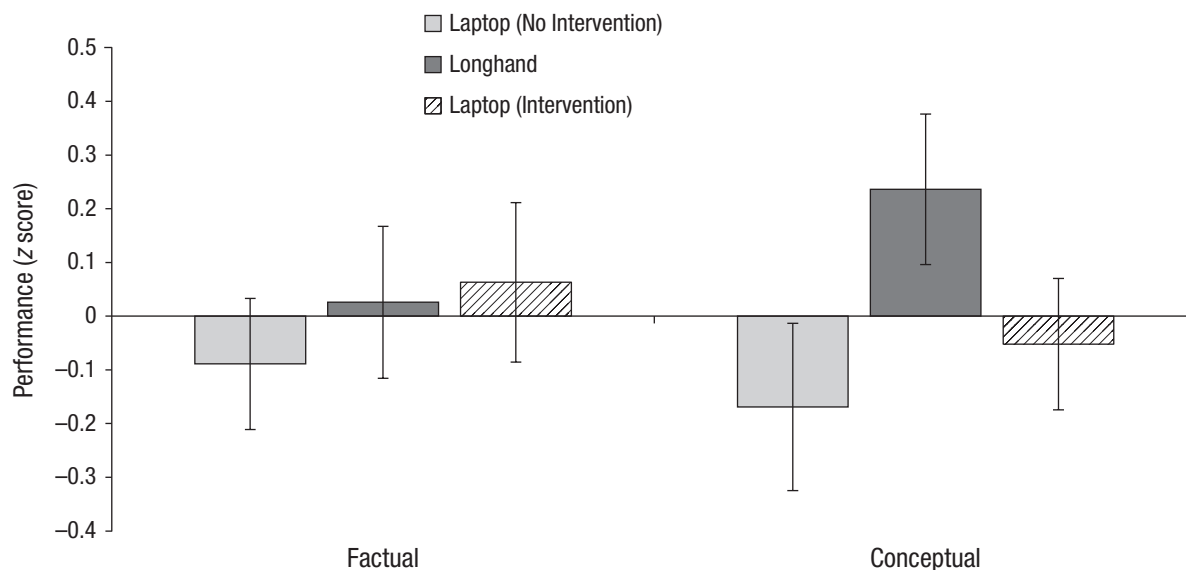 Laptop (No Intervention)
Longhand
Laptop (Intervention)
Performance (z score)
0.5
0.4
0.3
0.2
0.1
0
–0.1
–0.2
–0.3
–0.4
Factual
Conceptual